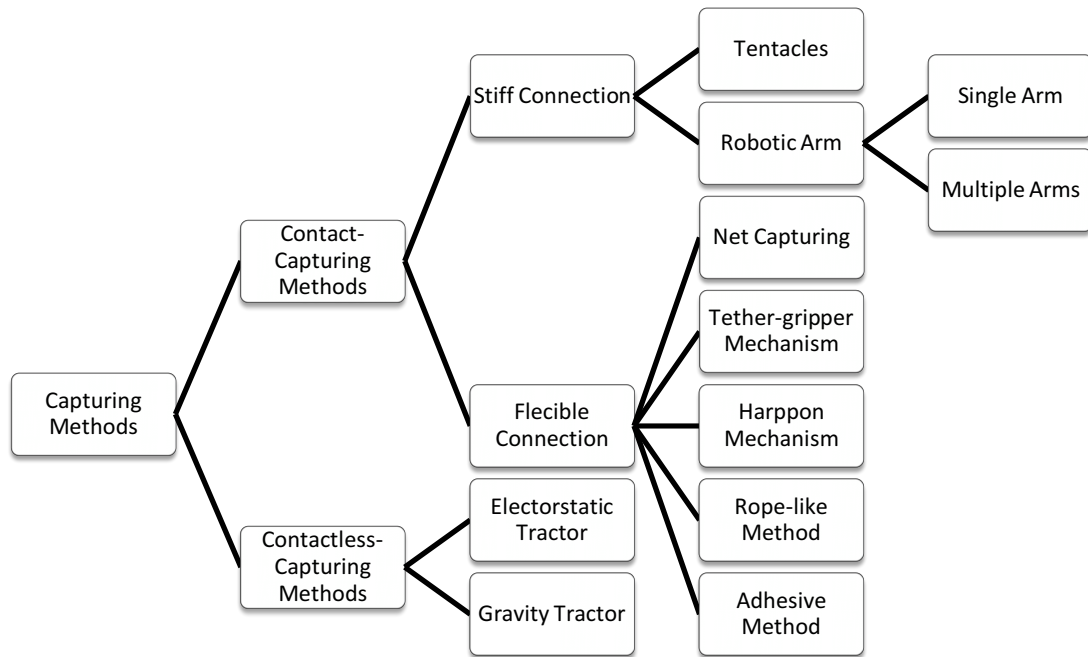 Capturing
Methods
Contact-
Capturing
Methods
Contactless-
Capturing
Methods
Stiff Connection
Flecible
Connection
Electorstatic
Tractor
Gravity Tractor
Tentacles
Robotic Arm
Net Capturing
Tether-gripper
Mechanism
Harppon
Mechanism
Rope-like
Method
Adhesive
Method
Single Arm
Multiple Arms